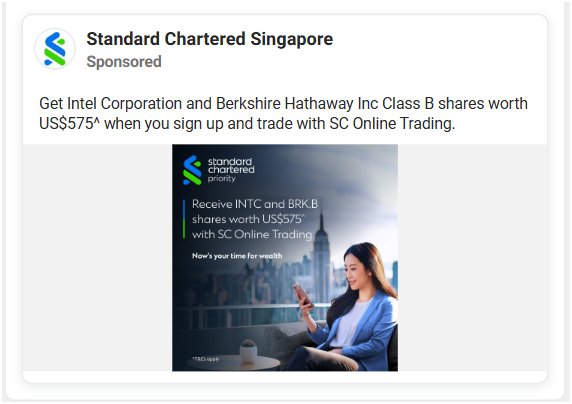 Standard Chartered Singapore
Sponsored
Get Intel Corporation and Berkshire Hathaway Inc Class B shares worth
US$575^ when you sign up and trade with SC Online Trading.
standard
chartered
priority
Receive INTC and BRK.B
shares worth US$575^
with SC Online Trading
Now's your time for wealth
^T&Cs apply